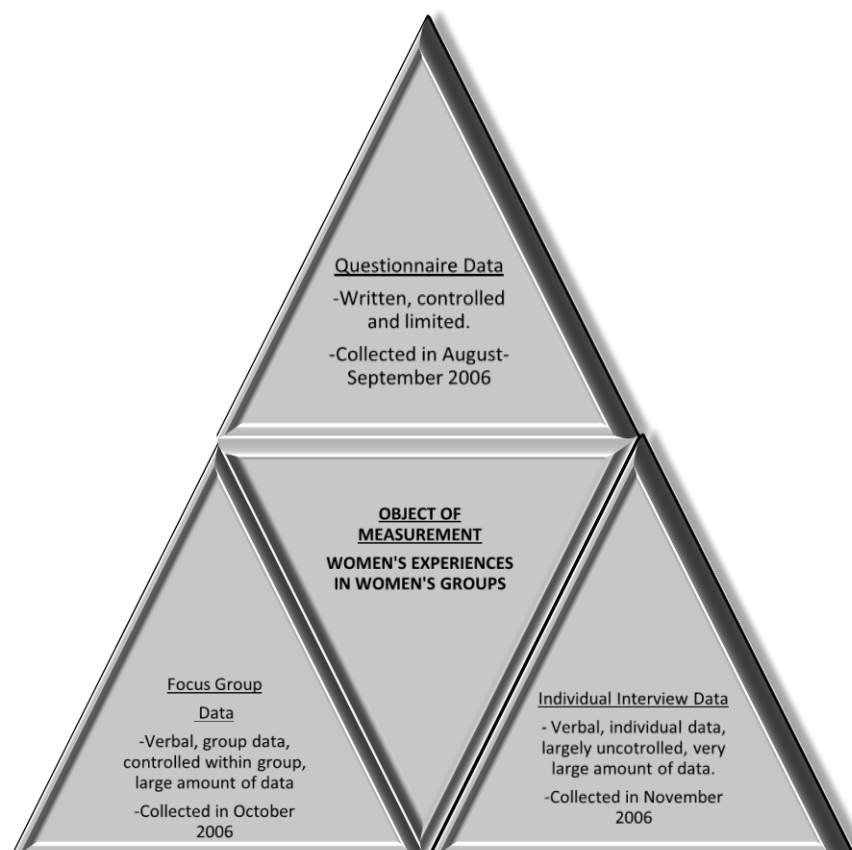 Questionnaire Data
-Written, controlled
and limited.
-Collected in August-
September 2006
OBJECT OF
MEASUREMENT
WOMEN'S EXPERIENCES
IN WOMEN'S GROUPS
Focus Group
Data
-Verbal, group data,
controlled within group,
large amount of data
-Collected in October
2006
Individual Interview Data
- Verbal, individual data,
largely uncotrolled, very
large amount of data.
-Collected in November
2006